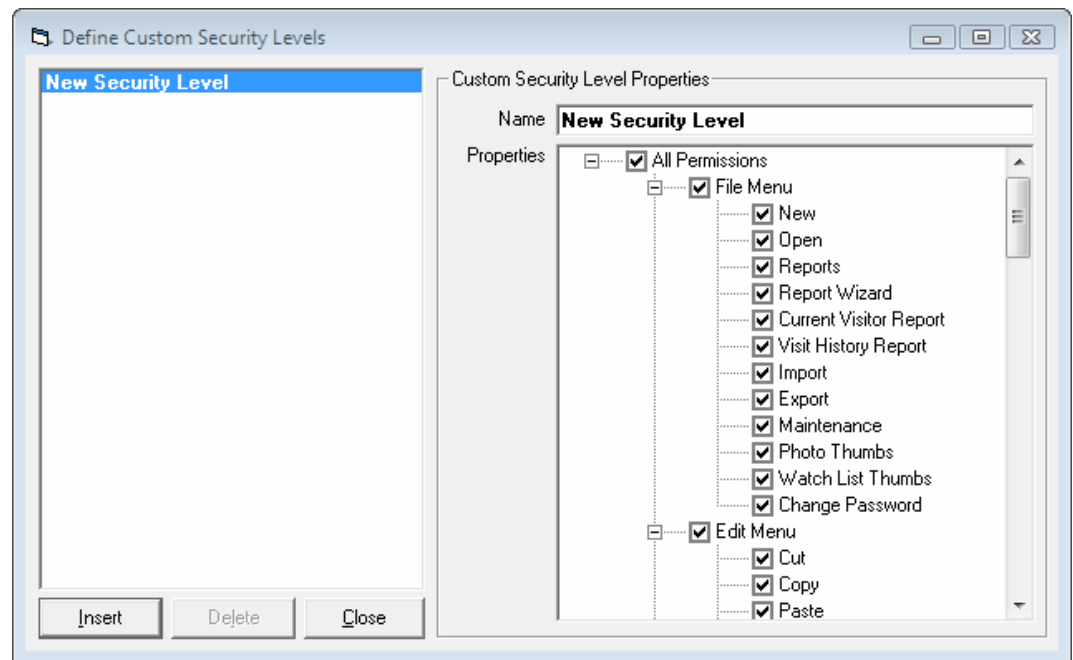 Define Custom Security Levels
New Security Level
Custom Security Level Properties
Name New Security Level
Properties
All Permissions
File Menu
New
Open
Reports
Report Wizard
Current Visitor Report
Visit History Report
Import
Export
Maintenance
Photo Thumbs
Watch List Thumbs
Change Password
Edit Menu
Cut
Copy
Paste
Insert Delete Close